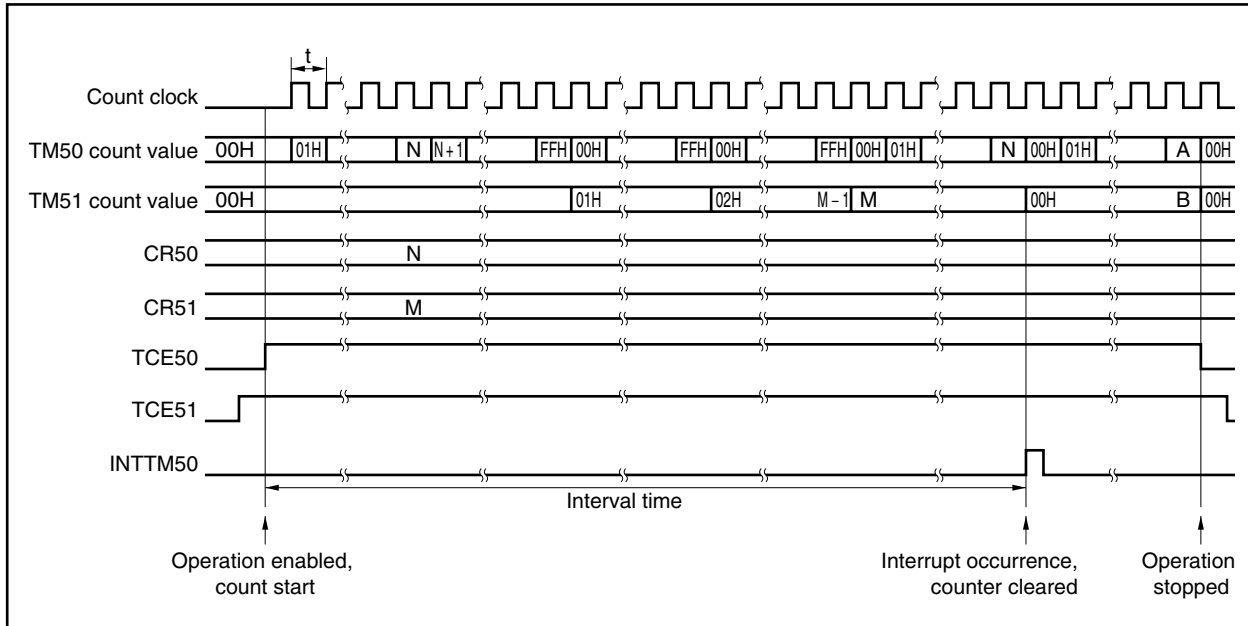 t
Count clock
TM50 count value 00H 01H N N + 1 FFH 00H FFH 00H FFH 00H 01H N 00H 01H A 00H
TM51 count value 00H 01H 02H M − 1 M 00H B 00H
CR50 N
CR51 M
TCE50
TCE51
INTTM50
Interval time
Operation enabled,
count start
Interrupt occurrence,
counter cleared
Operation
stopped